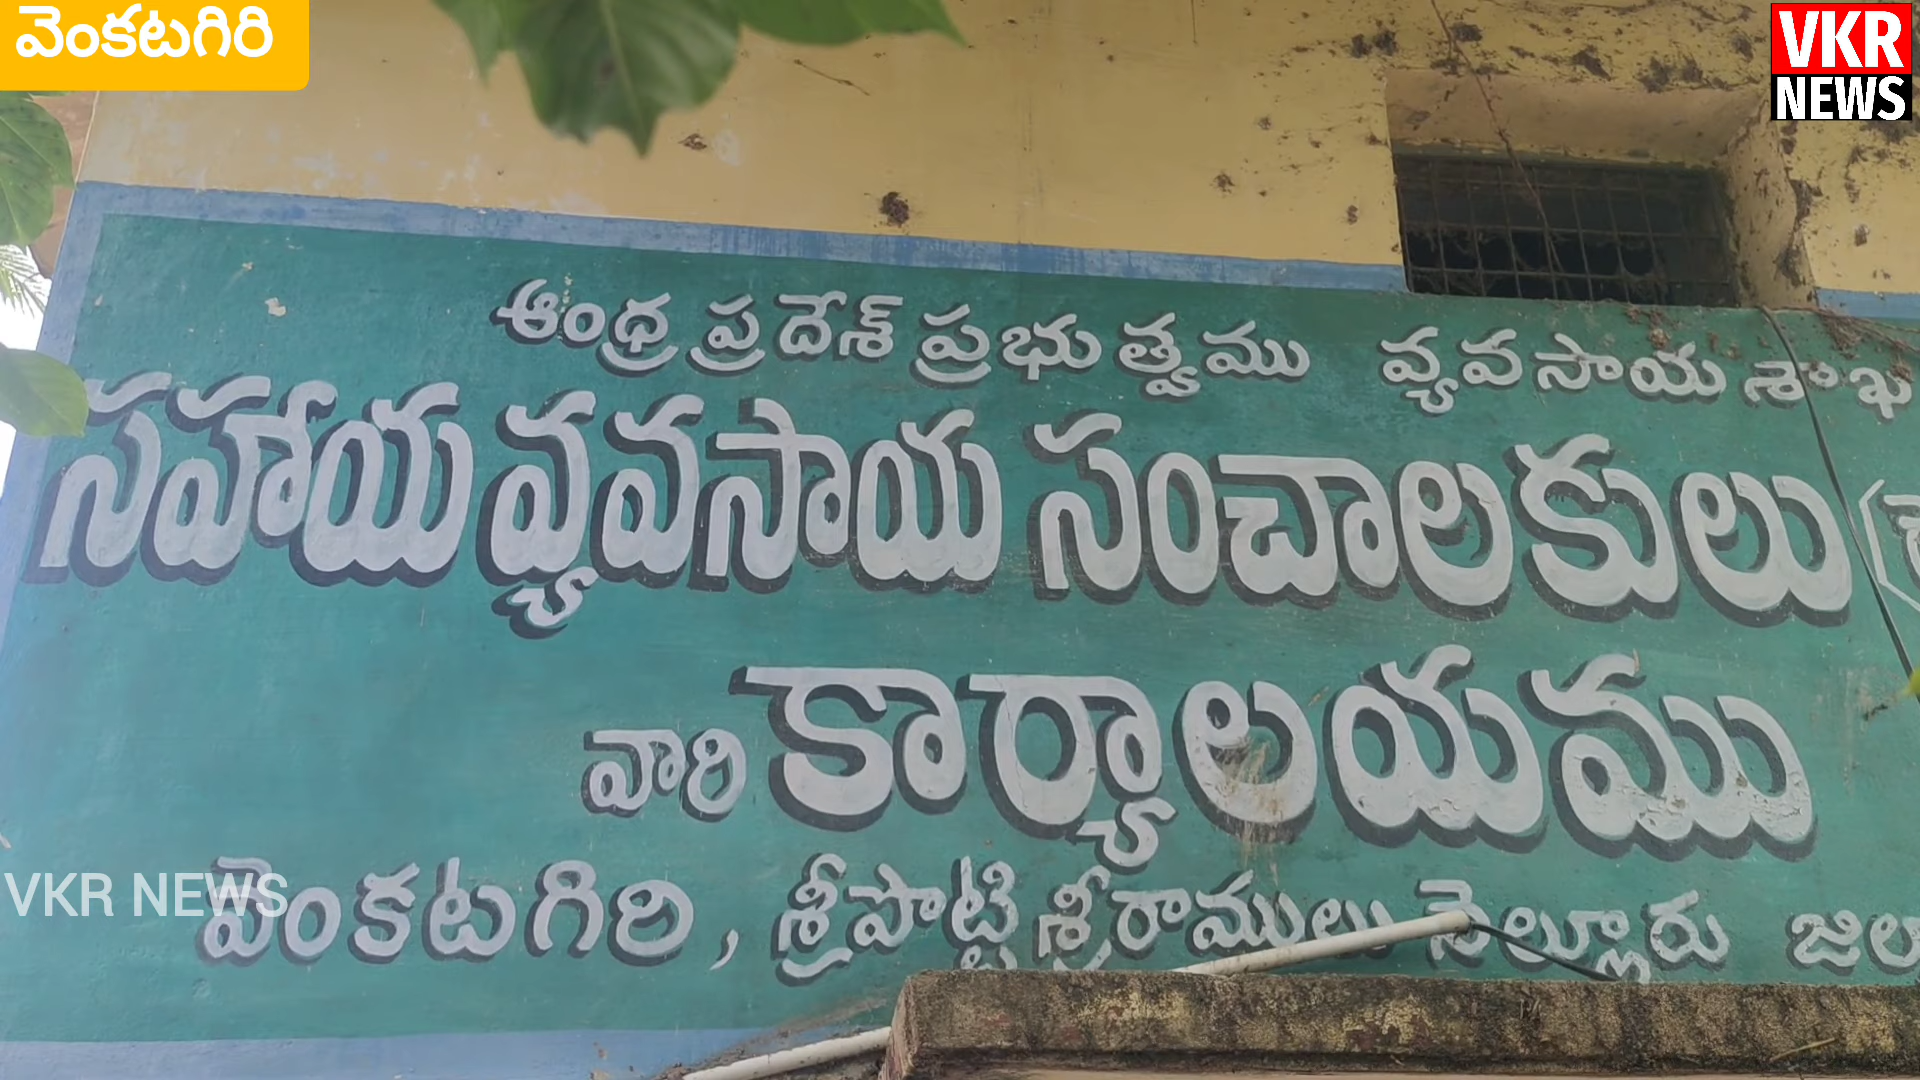 వెంకటగిరి
VKR
NEWS
ఆంధ్ర ప్రదేశ్ ప్రభుత్వము వ్యవసాయ శాఖ
సహాయ వ్యవసాయ సంచాలకులు
వారి కార్యాలయము
VKR NEWS
వెంకటగిరి, శ్రీపొట్టి శ్రీరాములు నెల్లూరు